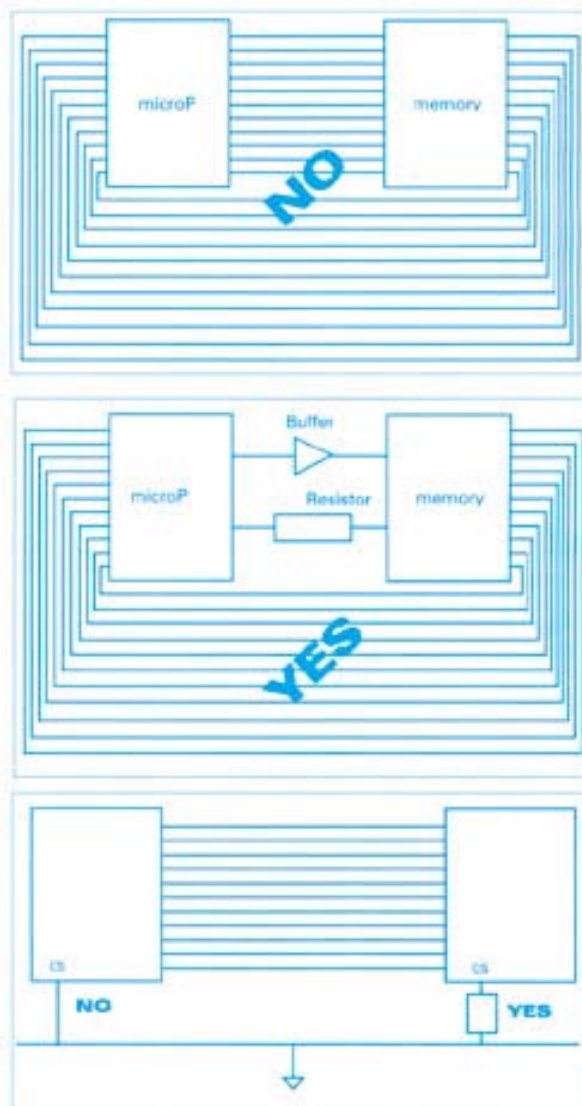 microP
memory
NO
Buffer
microP
Resistor
memory
YES
CS
CS
NO
YES